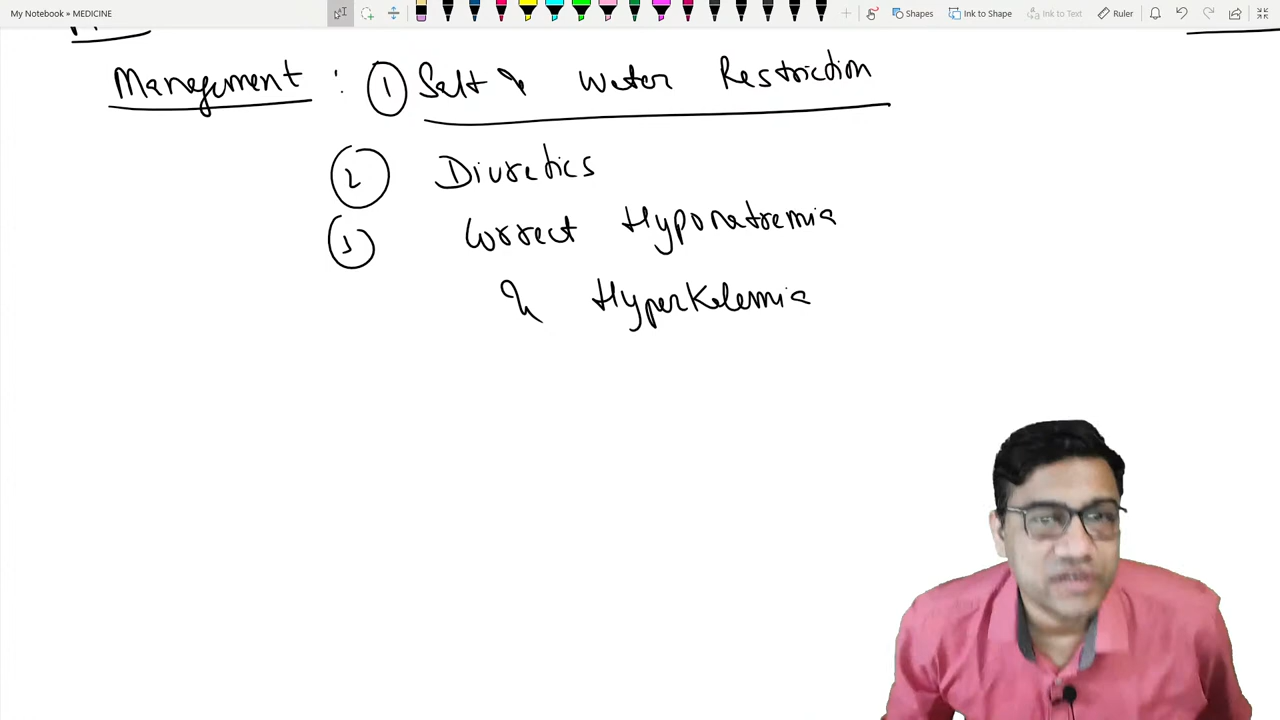 My Notebook » MEDICINE
Shapes Ink to Shape Ink to Text Ruler
Management : ① Salt & Water Restriction
② Diuretics
③ Correct Hyponatremia
& Hyperkalemia